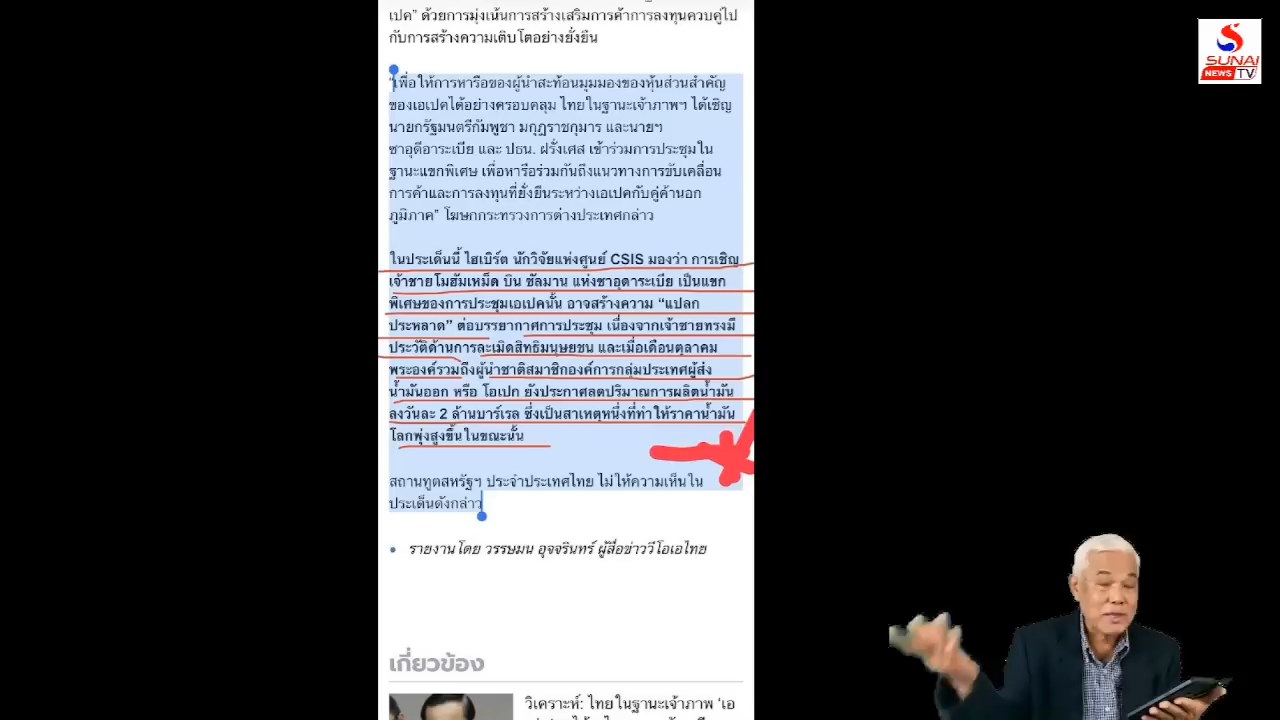 เปค” ด้วยการมุ่งเน้นการสร้างเสริมการค้าการลงทุนควบคู่ไป
กับการสร้างความเติบโตอย่างยั่งยืน
“เพื่อให้การหารือของผู้นำสะท้อนมุมมองของหุ้นส่วนสำคัญ
ของเอเปคได้อย่างครอบคลุม ไทยในฐานะเจ้าภาพฯ ได้เชิญ
นายกรัฐมนตรีกัมพูชา มกุฎราชกุมาร และนายฯ
ซาอุดีอาระเบีย และ ปธน. ฝรั่งเศส เข้าร่วมการประชุมใน
ฐานะแขกพิเศษ เพื่อหารือร่วมกันถึงแนวทางการขับเคลื่อน
การค้าและการลงทุนที่ยั่งยืนระหว่างเอเปคกับคู่ค้านอก
ภูมิภาค” โฆษกกระทรวงการต่างประเทศกล่าว
ในประเด็นนี้ ไฮเบิร์ต นักวิจัยแห่งศูนย์ CSIS มองว่า การเชิญ
เจ้าชายโมฮัมเหม็ด บิน ซัลมาน แห่งซาอุดาระเบีย เป็นแขก
พิเศษของการประชุมเอเปคนั้น อาจสร้างความ “แปลก
ประหลาด” ต่อบรรยากาศการประชุม เนื่องจากเจ้าชายทรงมี
ประวัติด้านการละเมิดสิทธิมนุษยชน และเมื่อเดือนตุลาคม
พระองค์รวมถึงผู้นำชาติสมาชิกองค์การกลุ่มประเทศผู้ส่ง
น้ำมันออก หรือ โอเปก ยังประกาศลดปริมาณการผลิตน้ำมัน
ลงวันละ 2 ล้านบาร์เรล ซึ่งเป็นสาเหตุหนึ่งที่ทำให้ราคาน้ำมัน
โลกพุ่งสูงขึ้นในขณะนั้น
สถานทูตสหรัฐฯ ประจำประเทศไทย ไม่ให้ความเห็นใน
ประเด็นดังกล่าว
• รายงานโดย วรรษมน อุจจรินทร์ ผู้สื่อข่าววีโอเอไทย
เกี่ยวข้อง
วิเคราะห์: ไทยในฐานะเจ้าภาพ ‘เอ
SUNAI
NEWS TV